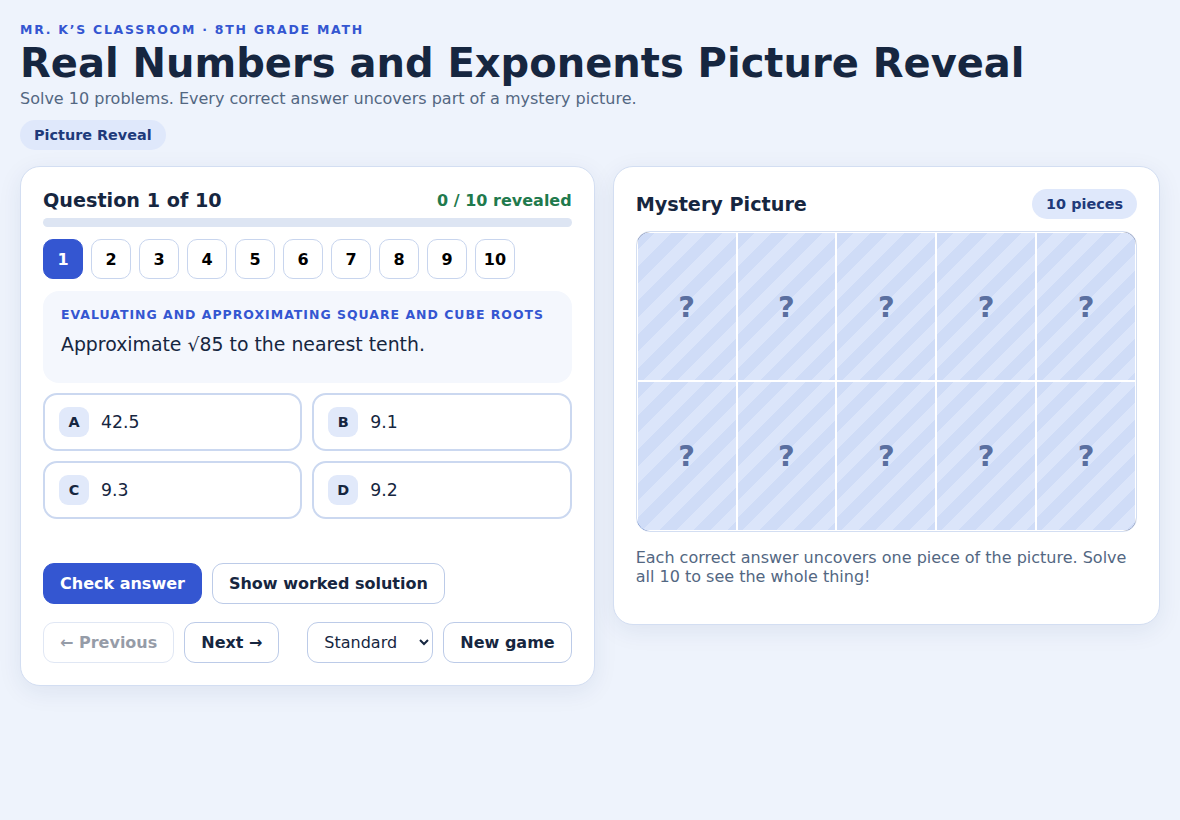 MR. K’S CLASSROOM · 8TH GRADE MATH
Real Numbers and Exponents Picture Reveal
Solve 10 problems. Every correct answer uncovers part of a mystery picture.
Picture Reveal
Question 1 of 10
0 / 10 revealed
1 2 3 4 5 6 7 8 9 10
EVALUATING AND APPROXIMATING SQUARE AND CUBE ROOTS
Approximate √85 to the nearest tenth.
A 42.5
B 9.1
C 9.3
D 9.2
Check answer
Show worked solution
← Previous
Next →
Standard
New game
Mystery Picture
10 pieces
? ? ? ? ?
? ? ? ? ?
Each correct answer uncovers one piece of the picture. Solve
all 10 to see the whole thing!